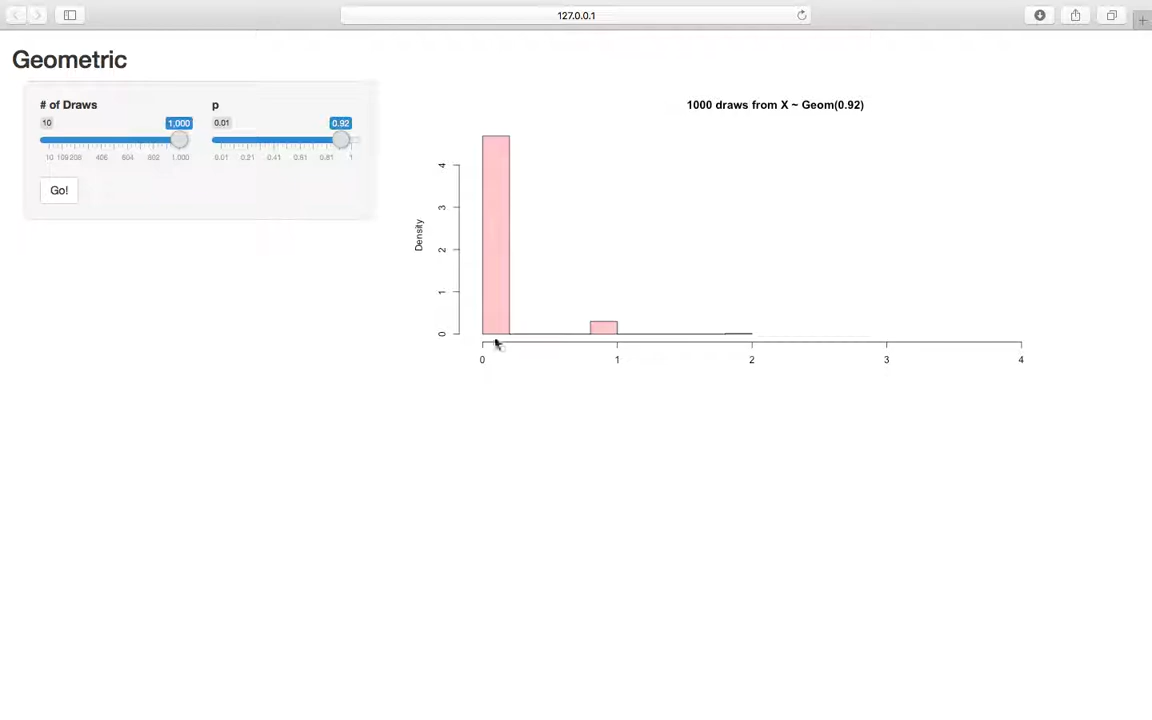 127.0.0.1
Geometric
# of Draws
p
10
1,000
0.01
0.92
10 109 208 406 604 802 1,000
0.01 0.21 0.41 0.61 0.81 1
Go!
1000 draws from X ~ Geom(0.92)
Density
4
3
2
1
0
0 1 2 3 4